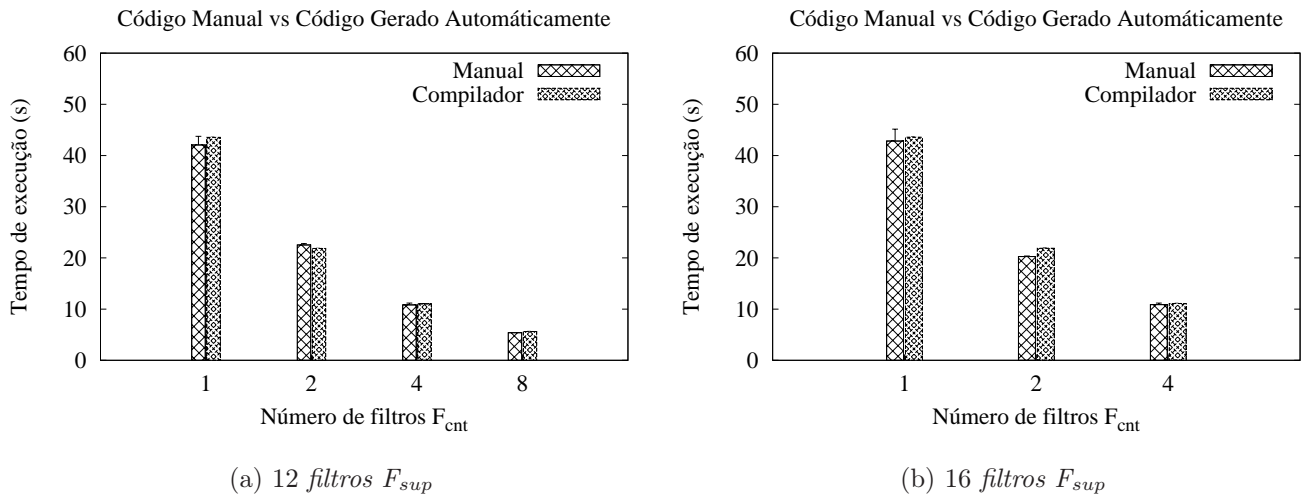 Código Manual vs Código Gerado Automáticamente
60
50
40
30
20
10
0
Tempo de execução (s)
Manual
Compilador
1 2 4 8
Número de filtros F_cnt
(a) 12 filtros F_sup
Código Manual vs Código Gerado Automáticamente
60
50
40
30
20
10
0
Tempo de execução (s)
Manual
Compilador
1 2 4
Número de filtros F_cnt
(b) 16 filtros F_sup